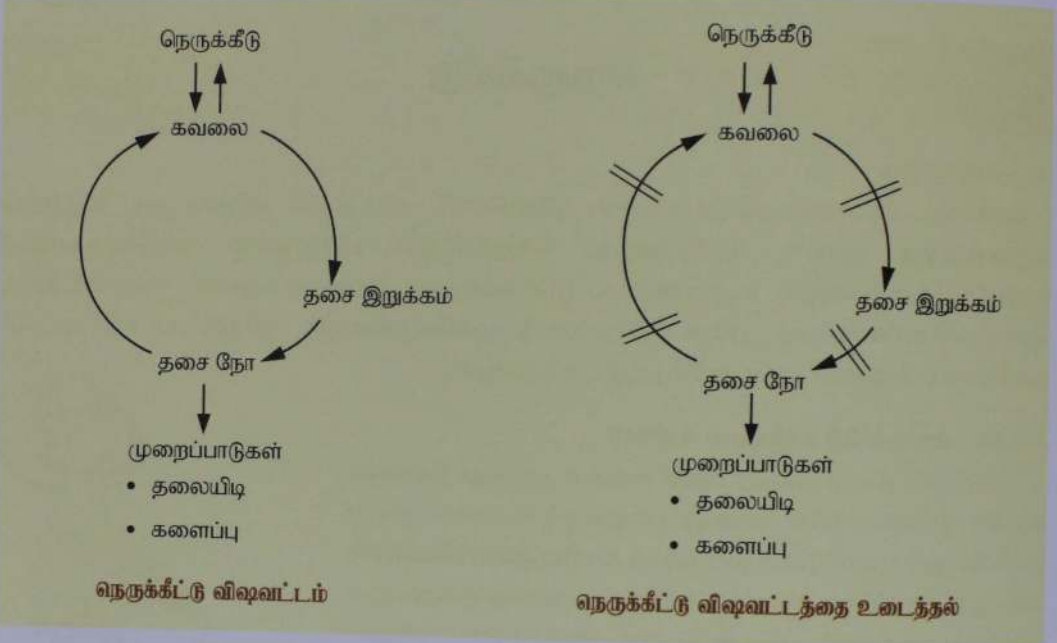 நெருக்கீடு
கவலை
தசை இறுக்கம்
தசை நோ
முறைப்பாடுகள்
• தலையிடி
• களைப்பு
நெருக்கீட்டு விஷவட்டம்
நெருக்கீடு
கவலை
தசை இறுக்கம்
தசை நோ
முறைப்பாடுகள்
• தலையிடி
• களைப்பு
நெருக்கீட்டு விஷவட்டத்தை உடைத்தல்